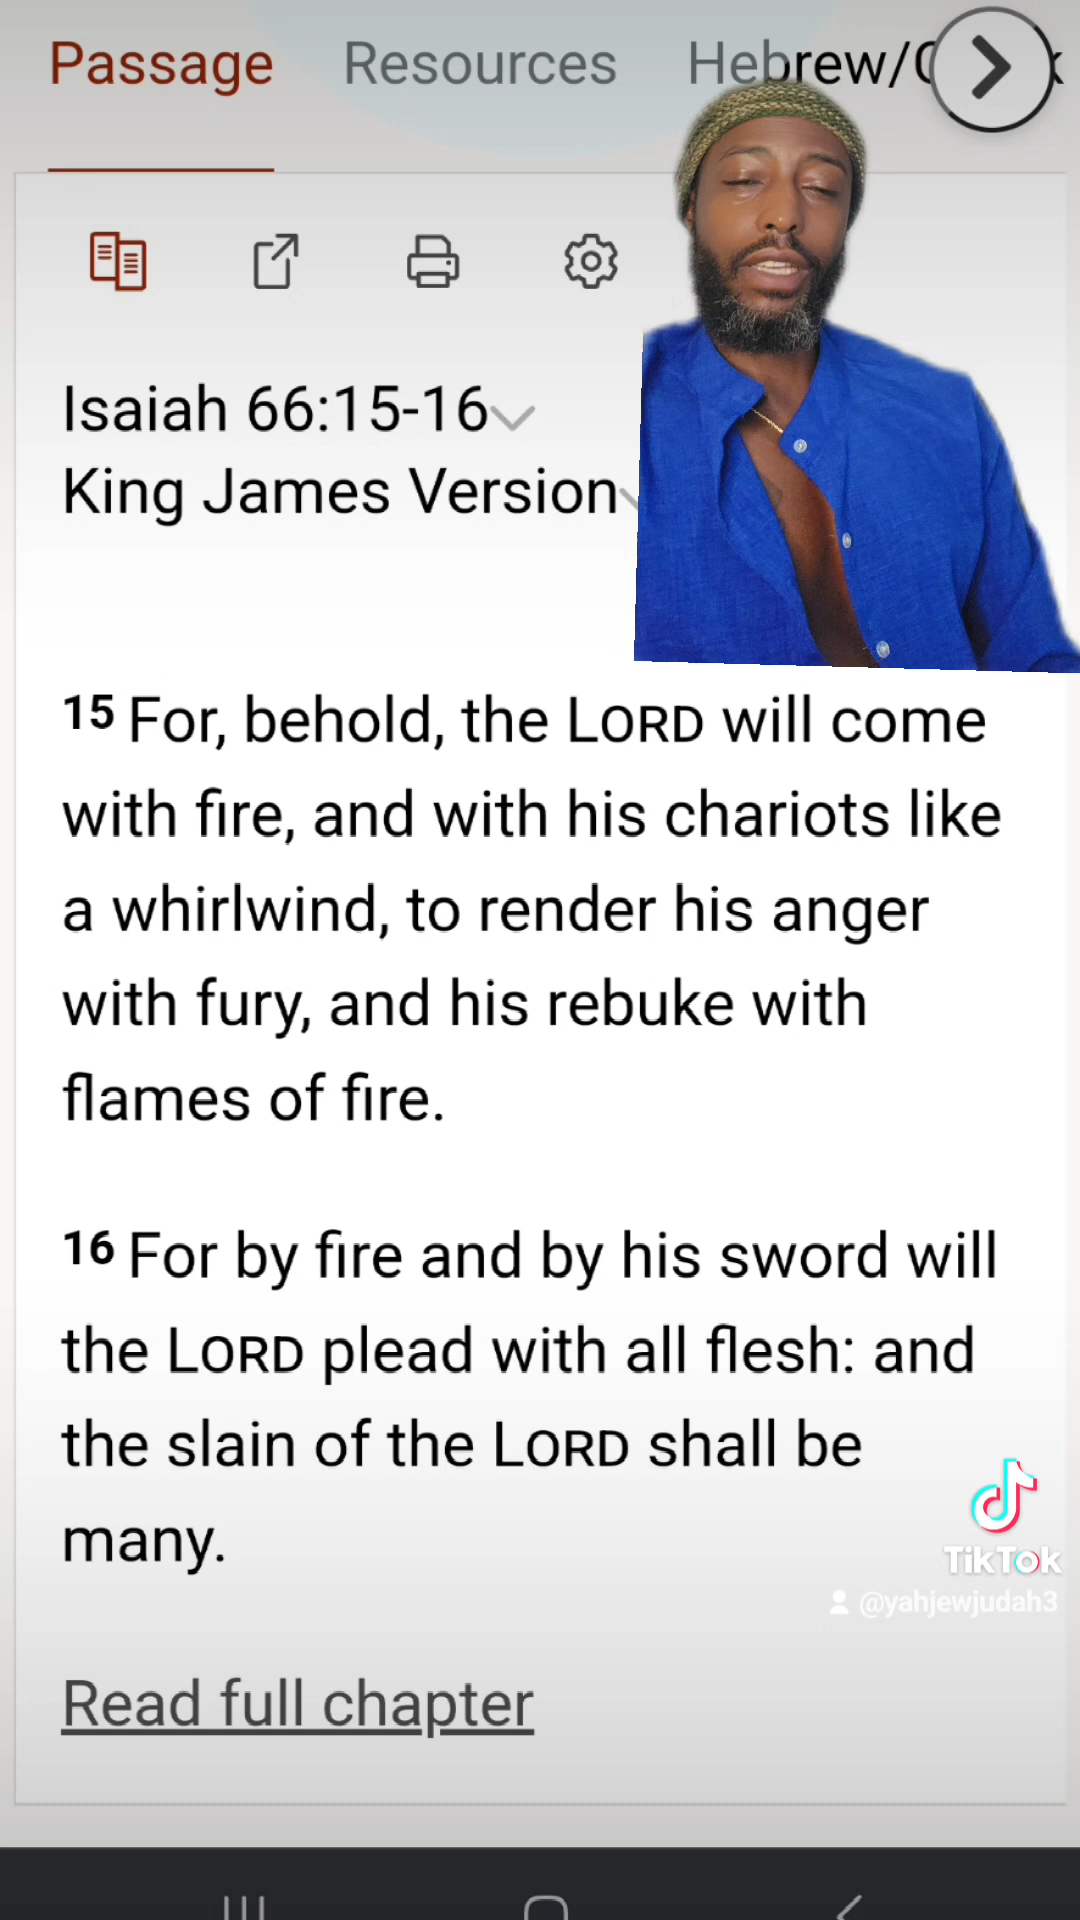 Passage Resources Hebrew/
Isaiah 66:15-16
King James Version
15 For, behold, the LORD will come
with fire, and with his chariots like
a whirlwind, to render his anger
with fury, and his rebuke with
flames of fire.
16 For by fire and by his sword will
the LORD plead with all flesh: and
the slain of the LORD shall be
many.
TikTok
@yahjewjudah3
Read full chapter